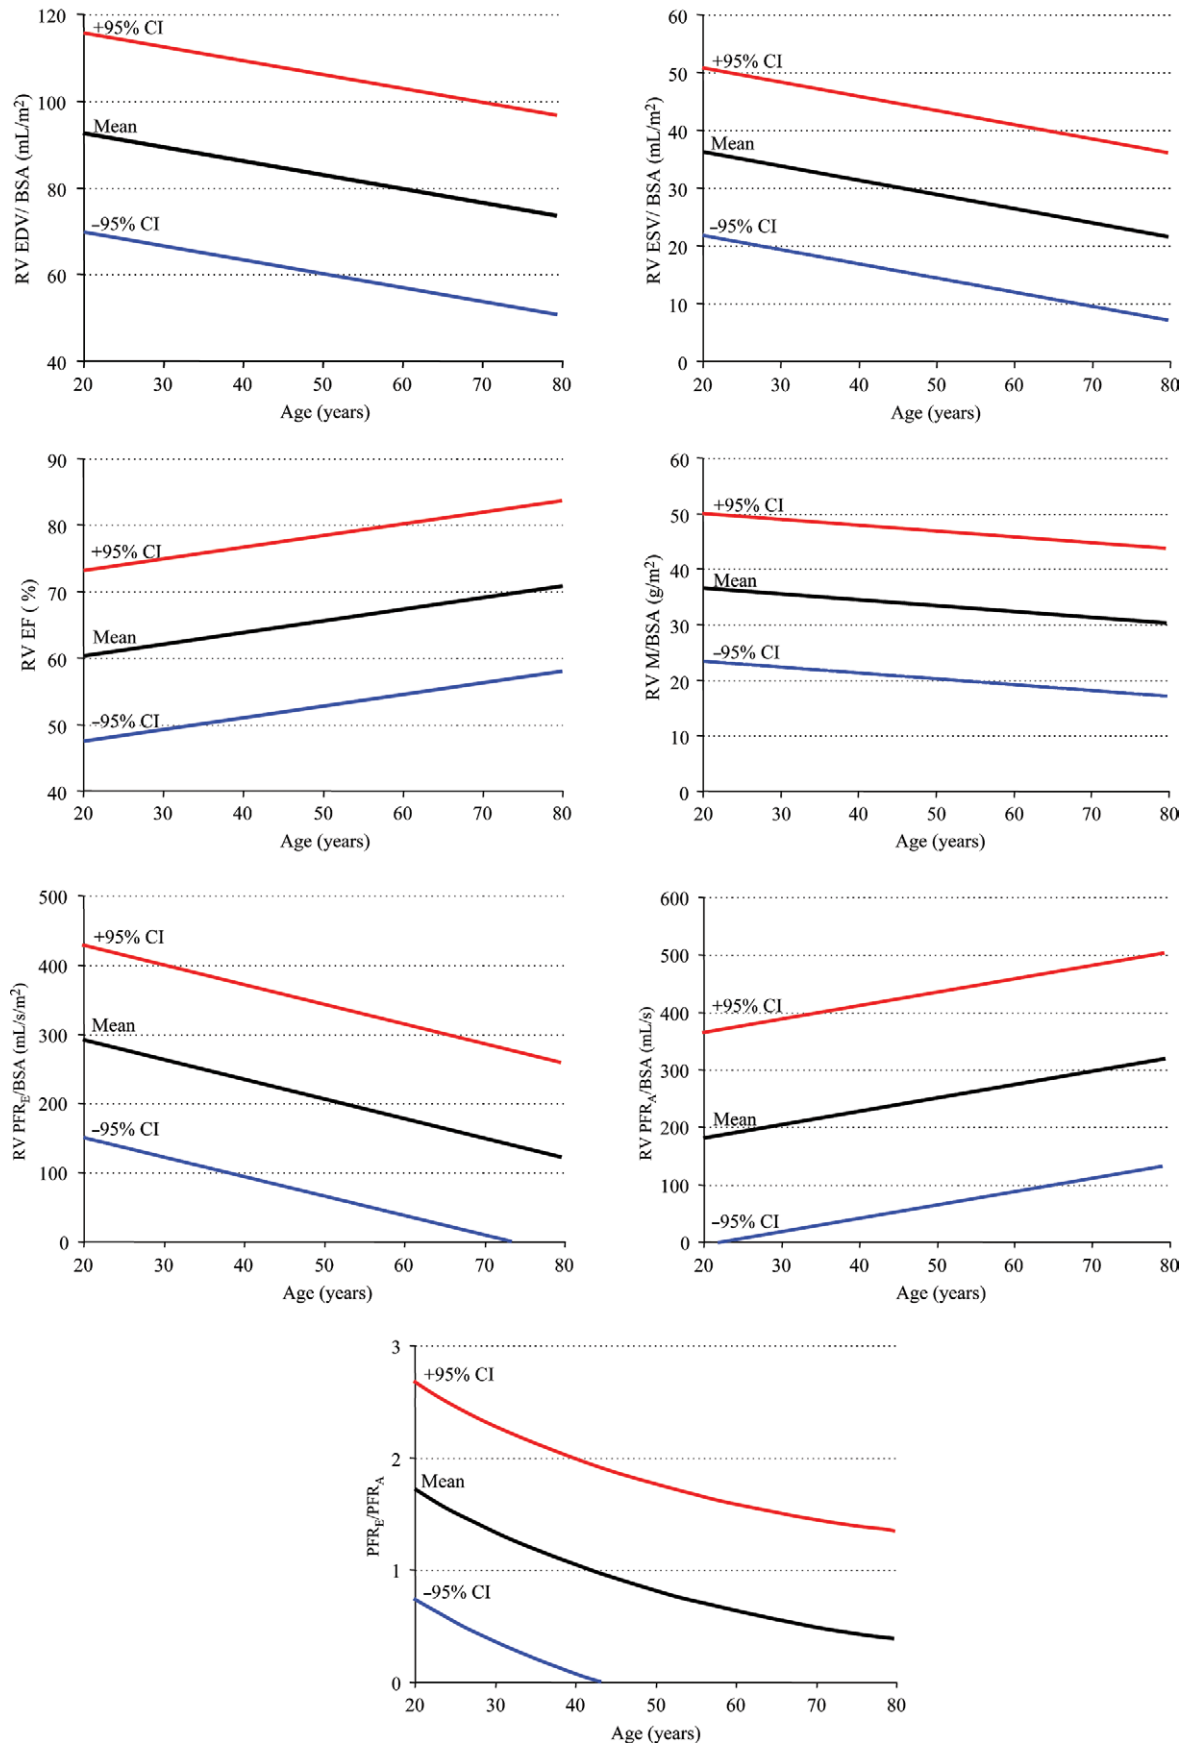 120
100
80
60
40
RV EDV/ BSA (mL/m²)
+95% CI
Mean
–95% CI
20 30 40 50 60 70 80
Age (years)
60
50
40
30
20
10
0
RV ESV/ BSA (mL/m²)
+95% CI
Mean
–95% CI
20 30 40 50 60 70 80
Age (years)
90
80
70
60
50
40
RV EF ( %)
+95% CI
Mean
–95% CI
20 30 40 50 60 70 80
Age (years)
60
50
40
30
20
10
0
RV M/BSA (g/m²)
+95% CI
Mean
–95% CI
20 30 40 50 60 70 80
Age (years)
500
400
300
200
100
0
RV PFR_E/BSA (mL/s/m²)
+95% CI
Mean
–95% CI
20 30 40 50 60 70 80
Age (years)
600
500
400
300
200
100
0
RV PFR_A/BSA (mL/s)
+95% CI
Mean
–95% CI
20 30 40 50 60 70 80
Age (years)
3
2
1
0
PFR_E/PFR_A
+95% CI
Mean
–95% CI
20 30 40 50 60 70 80
Age (years)